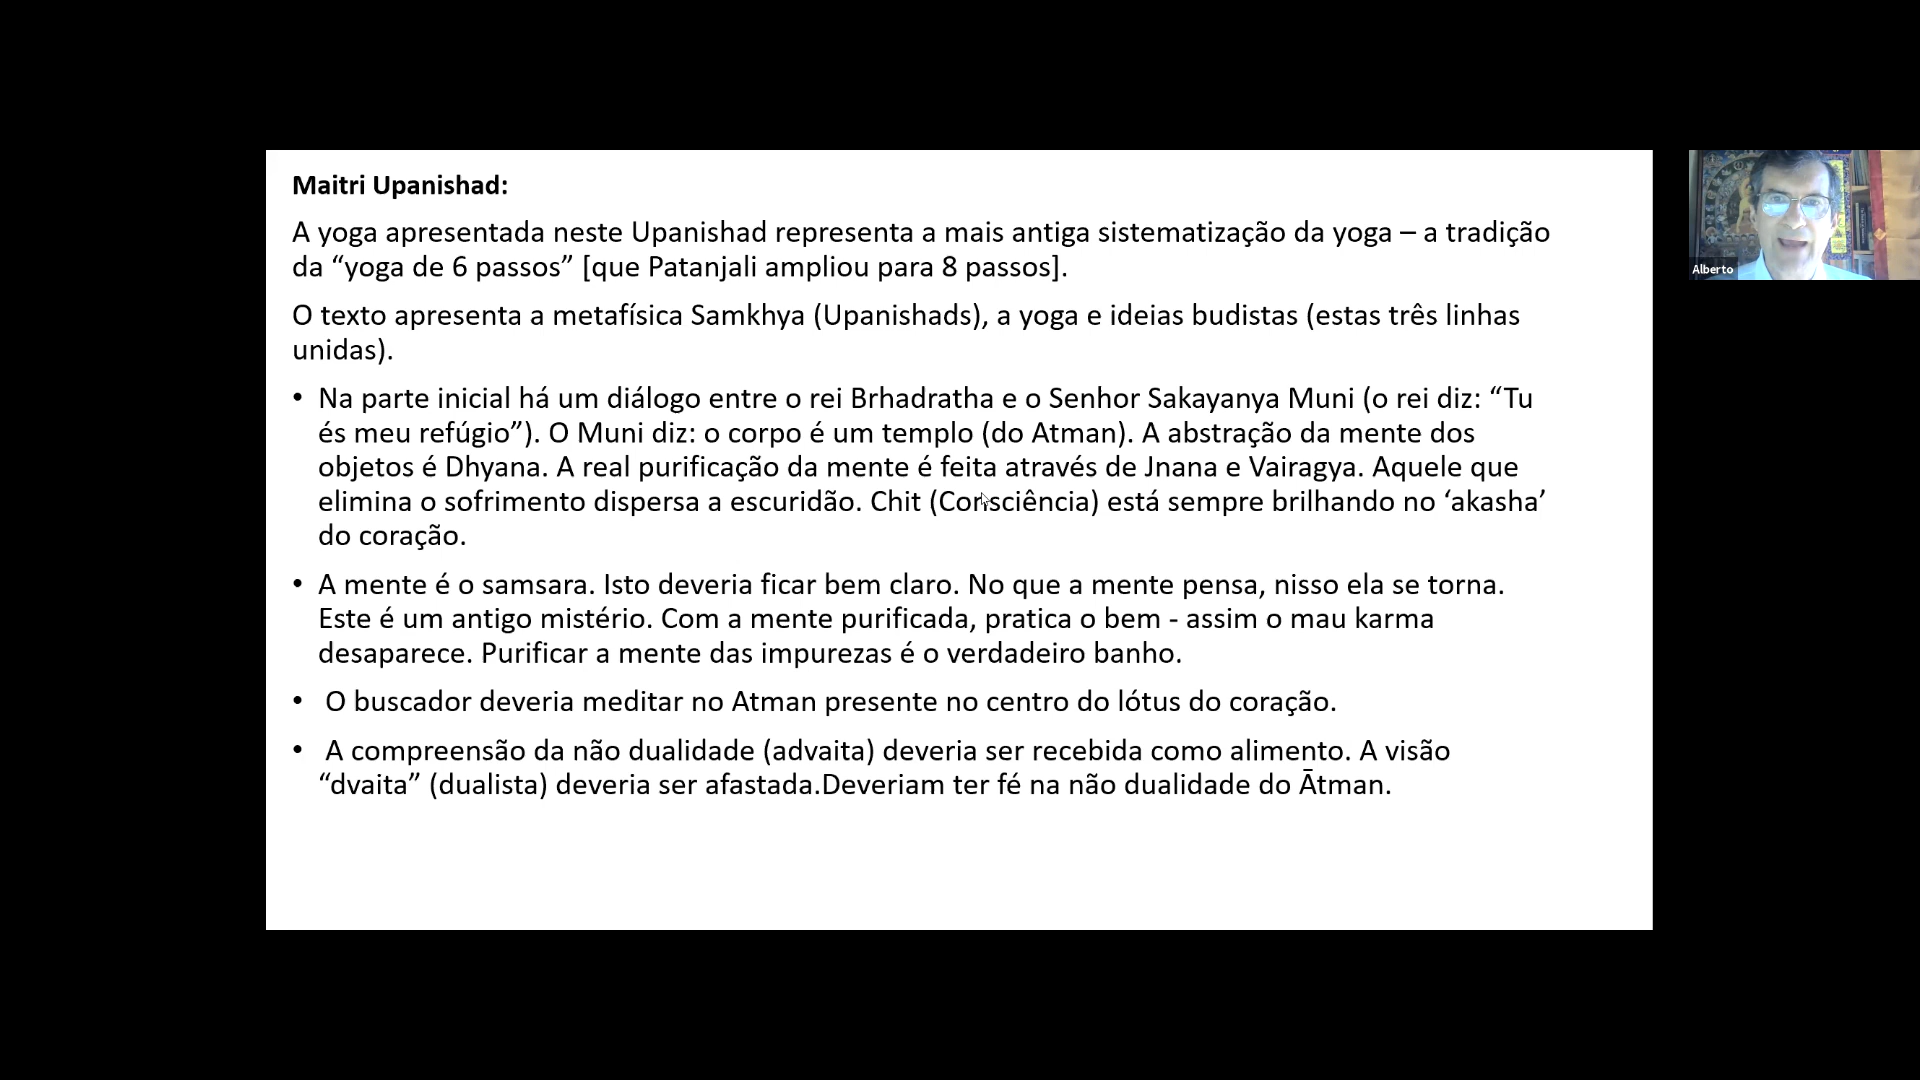 Maitri Upanishad:
A yoga apresentada neste Upanishad representa a mais antiga sistematização da yoga – a tradição
da “yoga de 6 passos” [que Patanjali ampliou para 8 passos].
O texto apresenta a metafísica Samkhya (Upanishads), a yoga e ideias budistas (estas três linhas
unidas).
• Na parte inicial há um diálogo entre o rei Brhadratha e o Senhor Sakayanya Muni (o rei diz: “Tu
és meu refúgio”). O Muni diz: o corpo é um templo (do Atman). A abstração da mente dos
objetos é Dhyana. A real purificação da mente é feita através de Jnana e Vairagya. Aquele que
elimina o sofrimento dispersa a escuridão. Chit (Consciência) está sempre brilhando no ‘akasha’
do coração.
• A mente é o samsara. Isto deveria ficar bem claro. No que a mente pensa, nisso ela se torna.
Este é um antigo mistério. Com a mente purificada, pratica o bem - assim o mau karma
desaparece. Purificar a mente das impurezas é o verdadeiro banho.
• O buscador deveria meditar no Atman presente no centro do lótus do coração.
• A compreensão da não dualidade (advaita) deveria ser recebida como alimento. A visão
“dvaita” (dualista) deveria ser afastada.Deveriam ter fé na não dualidade do Ātman.
Alberto